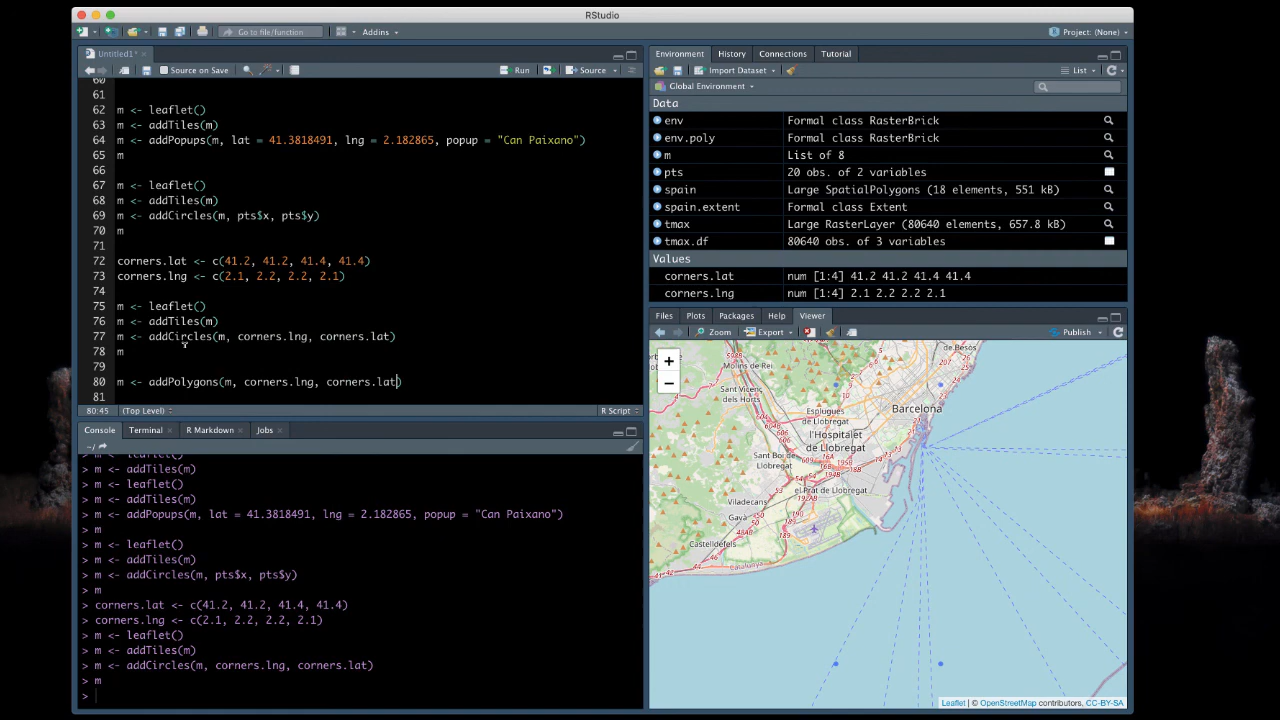 RStudio
Go to file/function
Addins
Project: (None)
Untitled1*
Source on Save
Run
Source
60
61
62 m <- leaflet()
63 m <- addTiles(m)
64 m <- addPopups(m, lat = 41.3818491, lng = 2.182865, popup = "Can Paixano")
65 m
66
67 m <- leaflet()
68 m <- addTiles(m)
69 m <- addCircles(m, pts$x, pts$y)
70 m
71
72 corners.lat <- c(41.2, 41.2, 41.4, 41.4)
73 corners.lng <- c(2.1, 2.2, 2.2, 2.1)
74
75 m <- leaflet()
76 m <- addTiles(m)
77 m <- addCircles(m, corners.lng, corners.lat)
78 m
79
80 m <- addPolygons(m, corners.lng, corners.lat)
81
80:45 (Top Level) R Script
Console Terminal R Markdown Jobs
~/
> m <- leaflet()
> m <- addTiles(m)
> m <- leaflet()
> m <- addTiles(m)
> m <- addPopups(m, lat = 41.3818491, lng = 2.182865, popup = "Can Paixano")
> m
> m <- leaflet()
> m <- addTiles(m)
> m <- addCircles(m, pts$x, pts$y)
> m
> corners.lat <- c(41.2, 41.2, 41.4, 41.4)
> corners.lng <- c(2.1, 2.2, 2.2, 2.1)
> m <- leaflet()
> m <- addTiles(m)
> m <- addCircles(m, corners.lng, corners.lat)
> m
>
Environment History Connections Tutorial
Import Dataset List
Global Environment
Data
env Formal class RasterBrick
env.poly Formal class RasterBrick
m List of 8
pts 20 obs. of 2 variables
spain Large SpatialPolygons (18 elements, 551 kB)
spain.extent Formal class Extent
tmax Large RasterLayer (80640 elements, 657.8 kB)
tmax.df 80640 obs. of 3 variables
Values
corners.lat num [1:4] 41.2 41.2 41.4 41.4
corners.lng num [1:4] 2.1 2.2 2.2 2.1
Files Plots Packages Help Viewer
Zoom Export Publish
+
−
de Besòs
Molins de Rei
Sant Vicenç
dels Horts
Esplugues
de Llobregat
Barcelona
l'Hospitalet
de Llobregat
Sant Boi de
Llobregat
el Prat de Llobregat
Viladecans
Gavà
Castelldefels
Catalunya
Leaflet | © OpenStreetMap contributors, CC-BY-SA